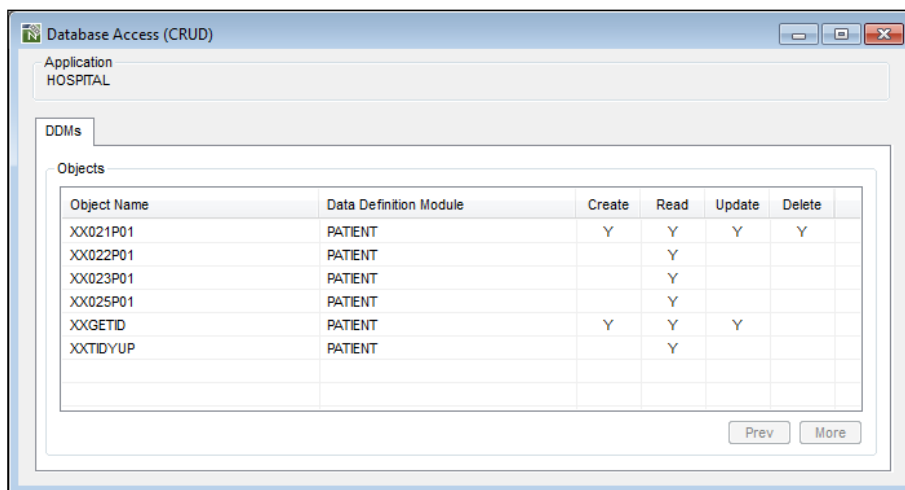 Database Access (CRUD)
Application
HOSPITAL
DDMs
Objects
Object Name Data Definition Module Create Read Update Delete
XX021P01 PATIENT Y Y Y Y
XX022P01 PATIENT Y
XX023P01 PATIENT Y
XX025P01 PATIENT Y
XXGETID PATIENT Y Y Y
XXTIDYUP PATIENT Y
Prev More